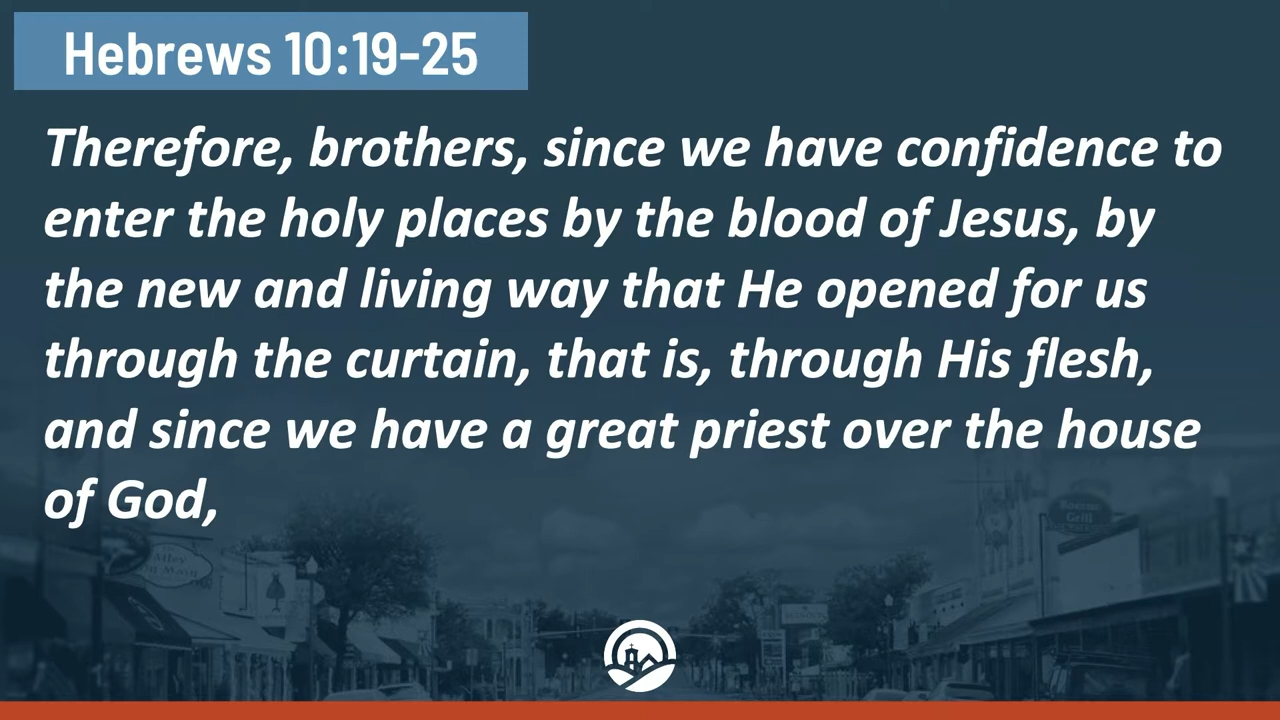 Hebrews 10:19-25
Therefore, brothers, since we have confidence to
enter the holy places by the blood of Jesus, by
the new and living way that He opened for us
through the curtain, that is, through His flesh,
and since we have a great priest over the house
of God,
Grill